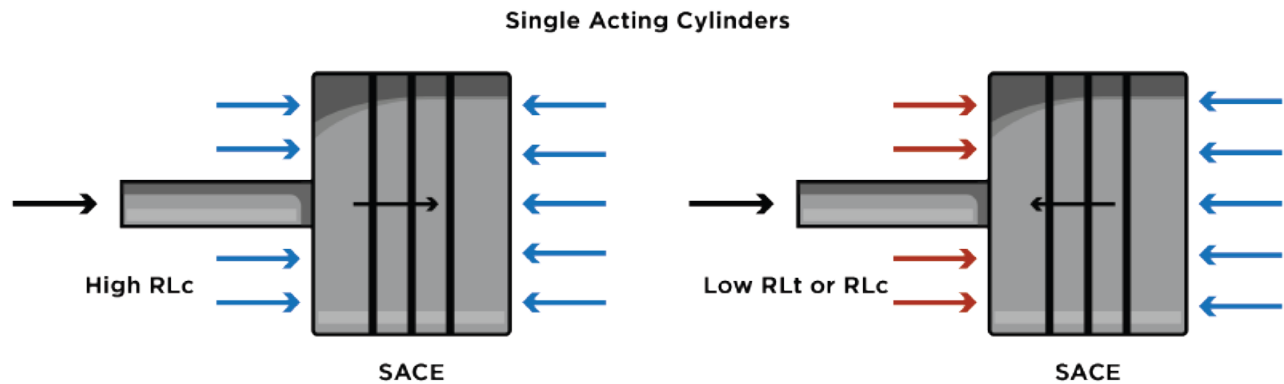 Single Acting Cylinders
High RLc
Low RLt or RLc
SACE
SACE